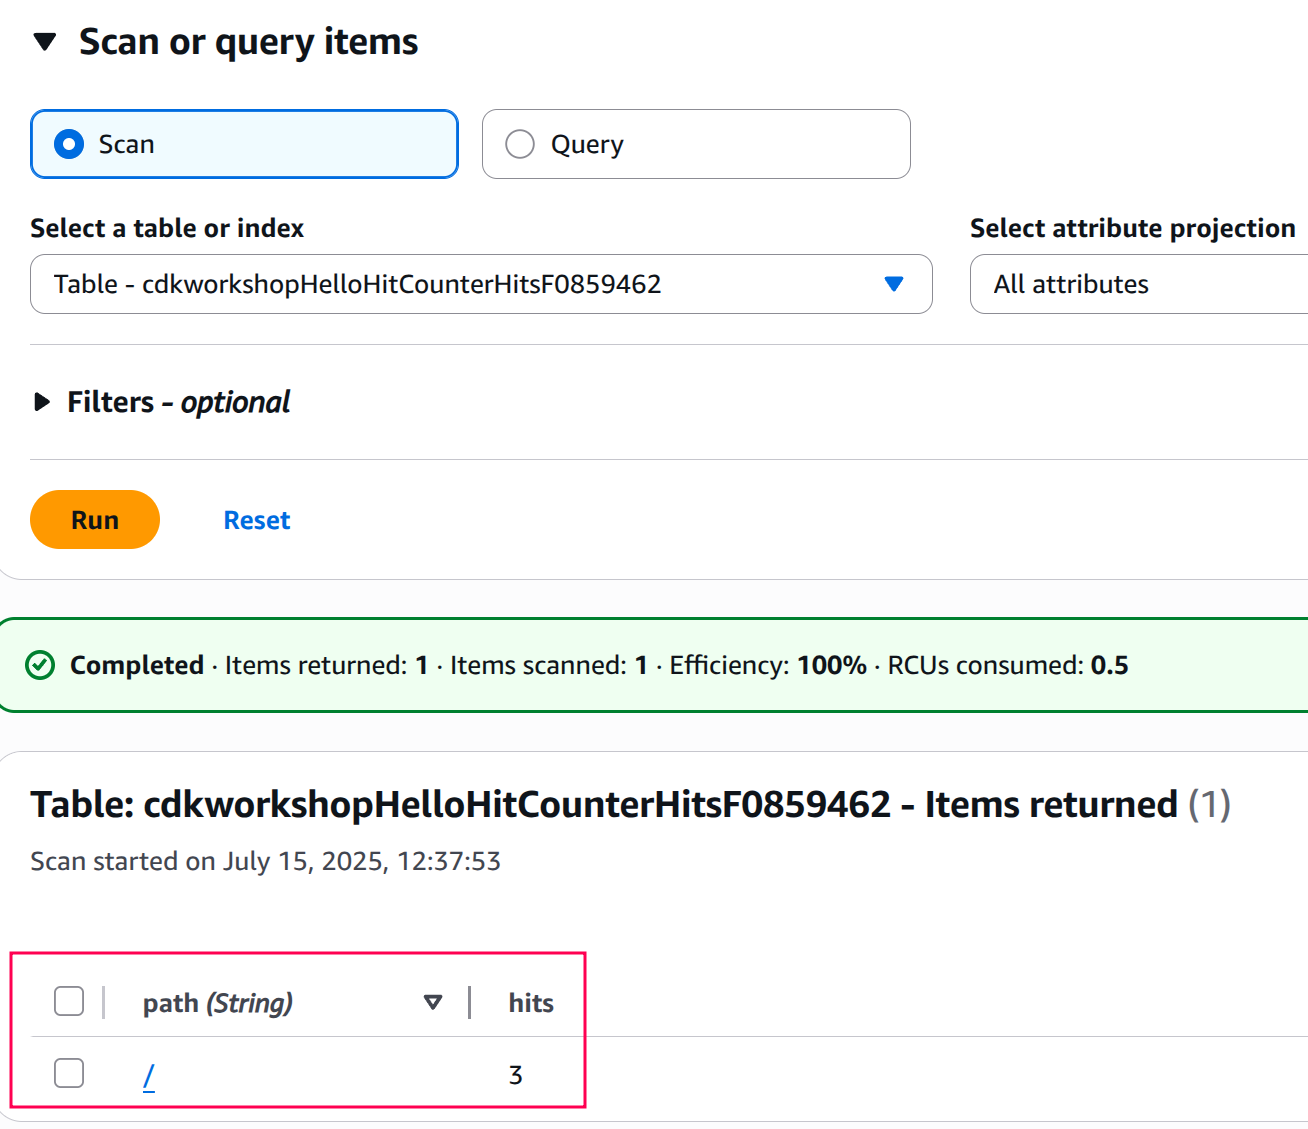 Scan or query items
Scan
Query
Select a table or index
Select attribute projection
Table - cdkworkshopHelloHitCounterHitsF0859462
All attributes
Filters - optional
Run
Reset
Completed · Items returned: 1 · Items scanned: 1 · Efficiency: 100% · RCUs consumed: 0.5
Table: cdkworkshopHelloHitCounterHitsF0859462 - Items returned (1)
Scan started on July 15, 2025, 12:37:53
path (String)
hits
/
3